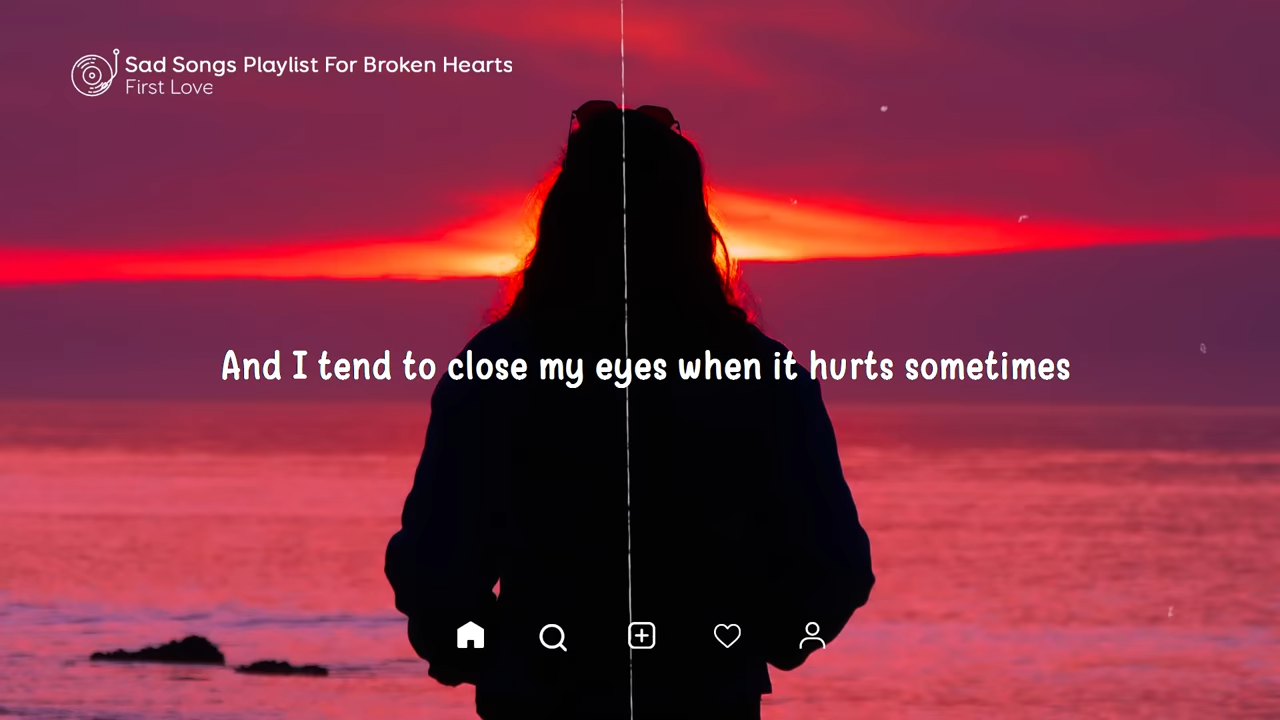 Sad Songs Playlist For Broken Hearts
First Love
And I tend to close my eyes when it hurts sometimes